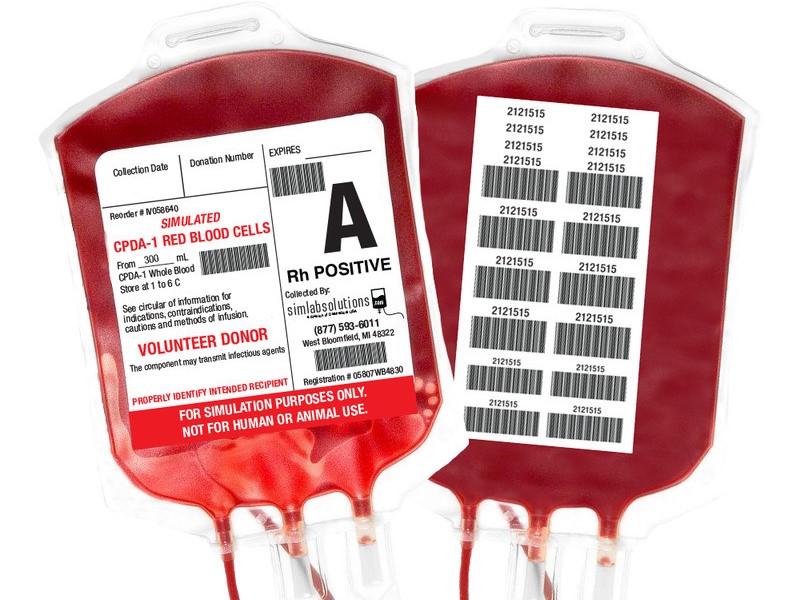 Collection Date
Donation Number
EXPIRES
Reorder # IV058640
SIMULATED
CPDA-1 RED BLOOD CELLS
From 300 mL
CPDA-1 Whole Blood
Store at 1 to 6 C
See circular of information for
indications, contraindications,
cautions and methods of infusion.
VOLUNTEER DONOR
The component may transmit infectious agents
PROPERLY IDENTIFY INTENDED RECIPIENT
A
Rh POSITIVE
Collected By:
simlabsolutions
.com
(877) 593-6011
West Bloomfield, MI 48322
Registration # 05807WB4830
FOR SIMULATION PURPOSES ONLY.
NOT FOR HUMAN OR ANIMAL USE.
2121515 2121515
2121515 2121515
2121515 2121515
2121515 2121515
2121515 2121515
2121515 2121515
2121515 2121515
2121515 2121515
2121515 2121515